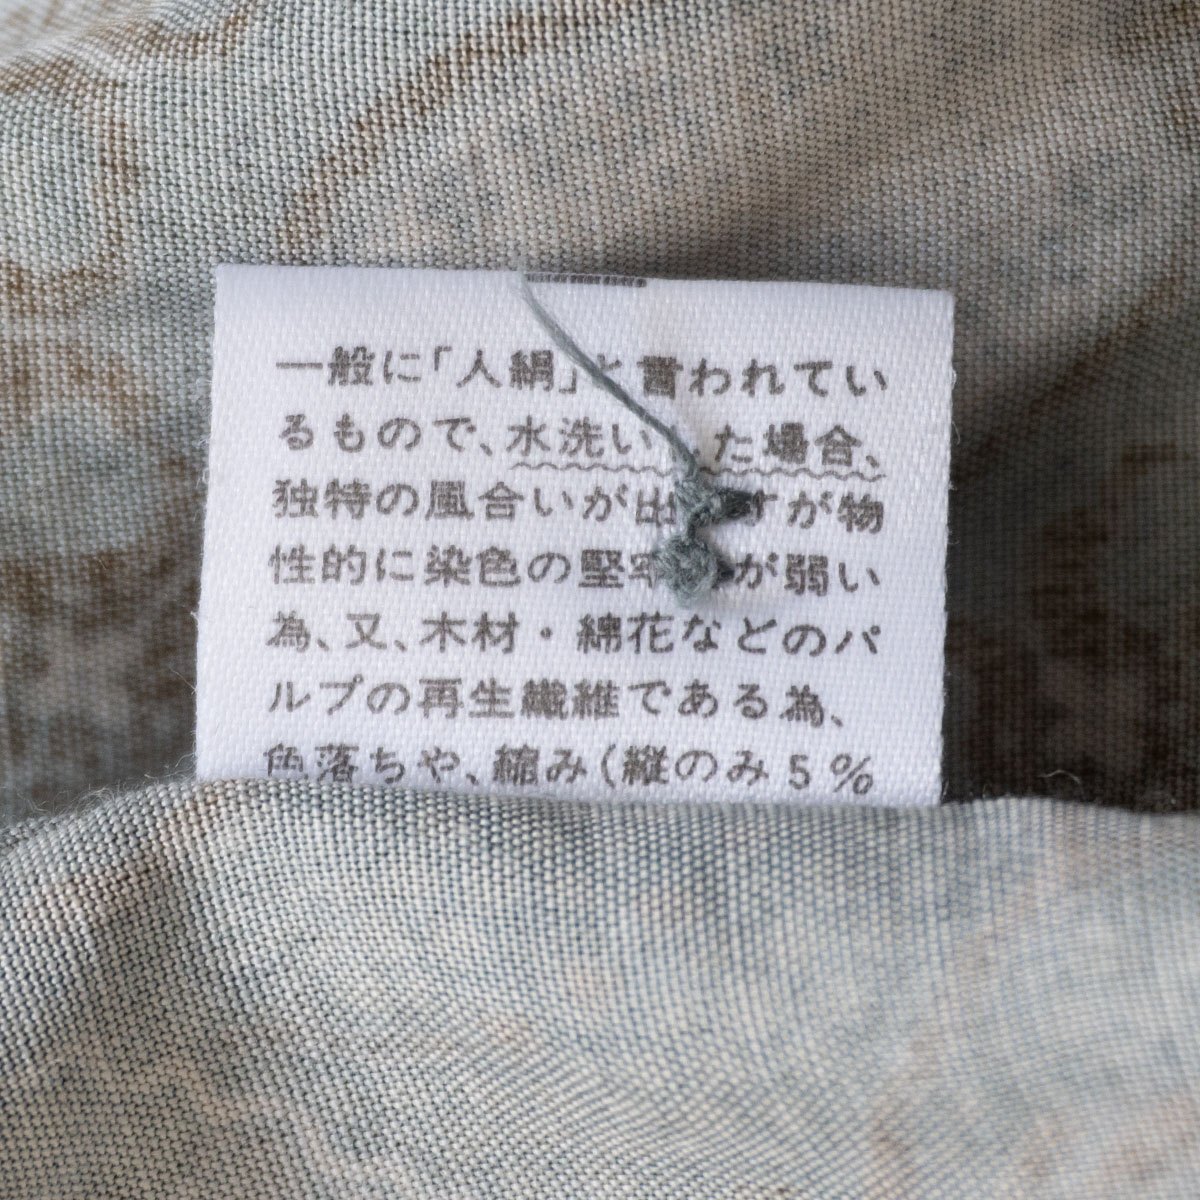 一般に「人絹」と言われてい
るもので、水洗い た場合、
独特の風合いが出 すが物
性的に染色の堅牢 が弱い
為、又、木材・綿花などのパ
ルプの再生繊維である為、
色落ちや、縮み(縦のみ5%